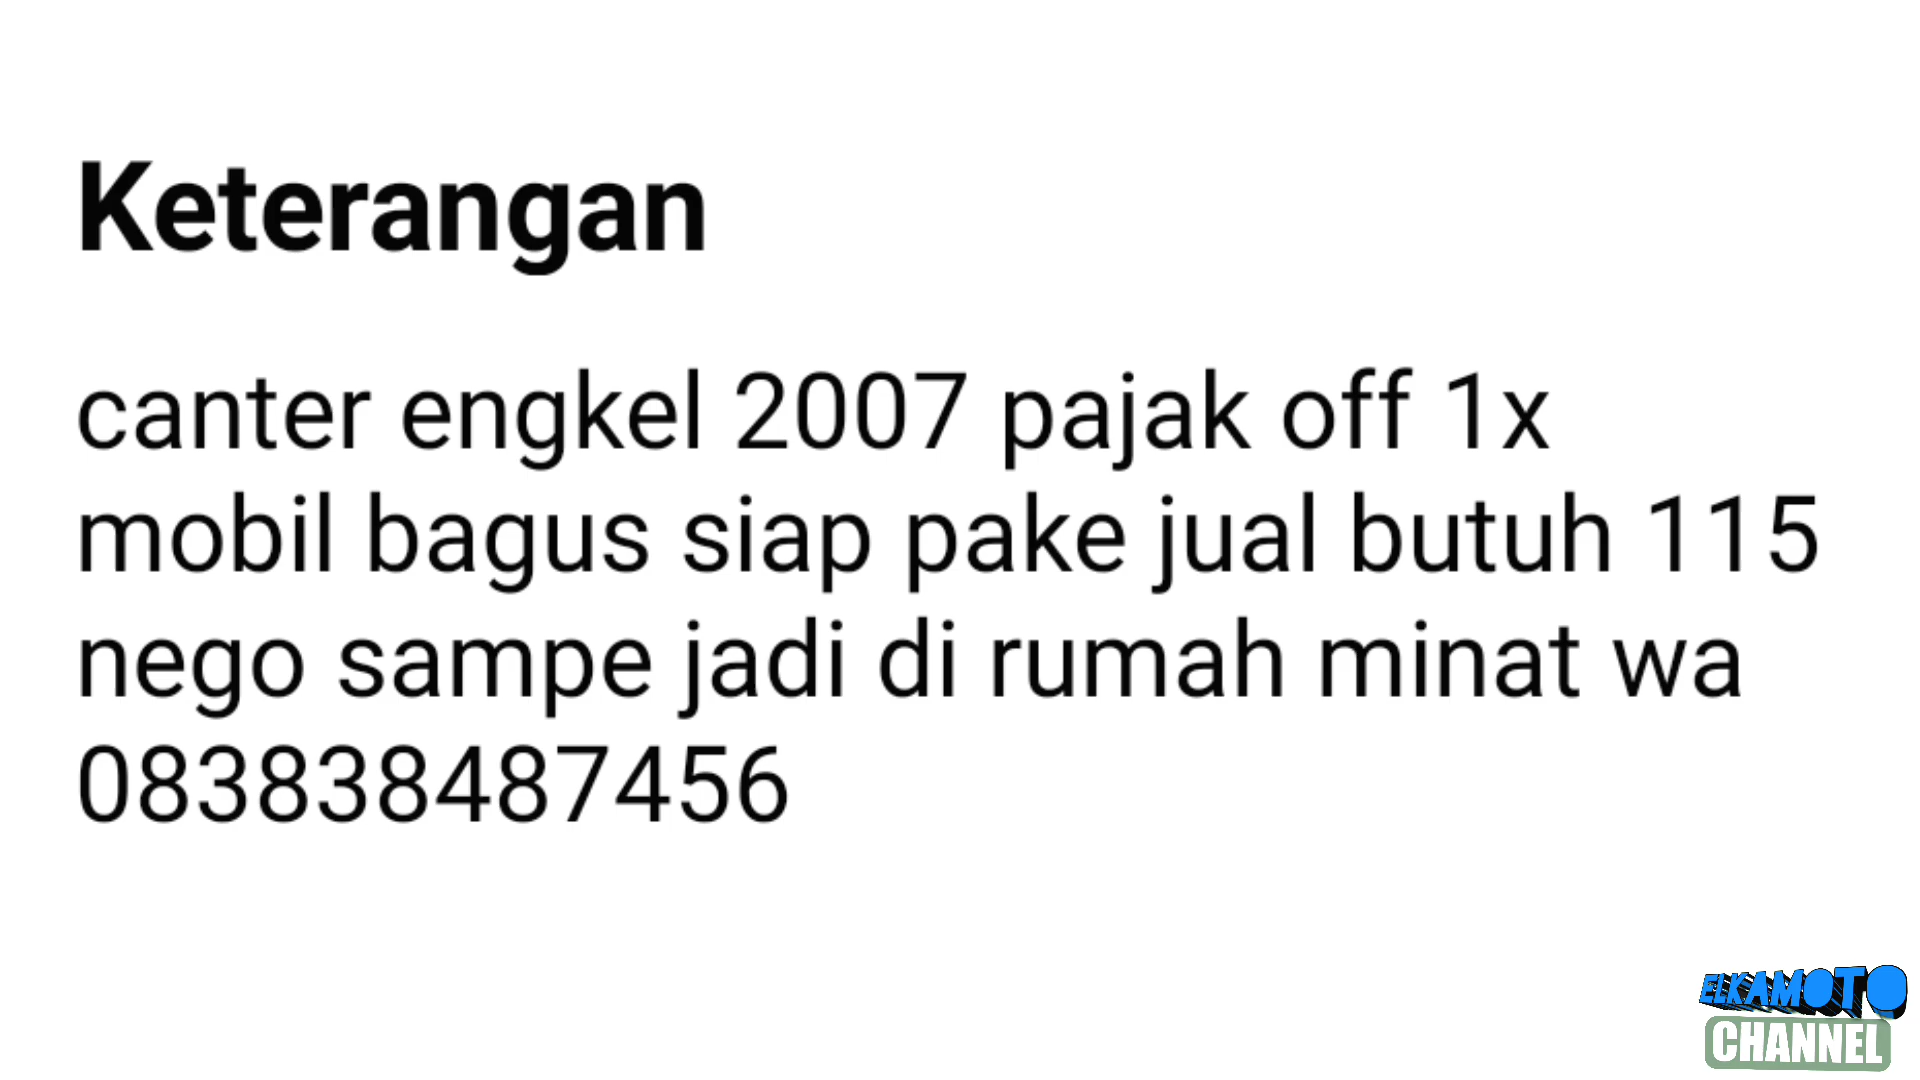 Keterangan
canter engkel 2007 pajak off 1x
mobil bagus siap pake jual butuh 115
nego sampe jadi di rumah minat wa
083838487456
ELKAMOTO
CHANNEL